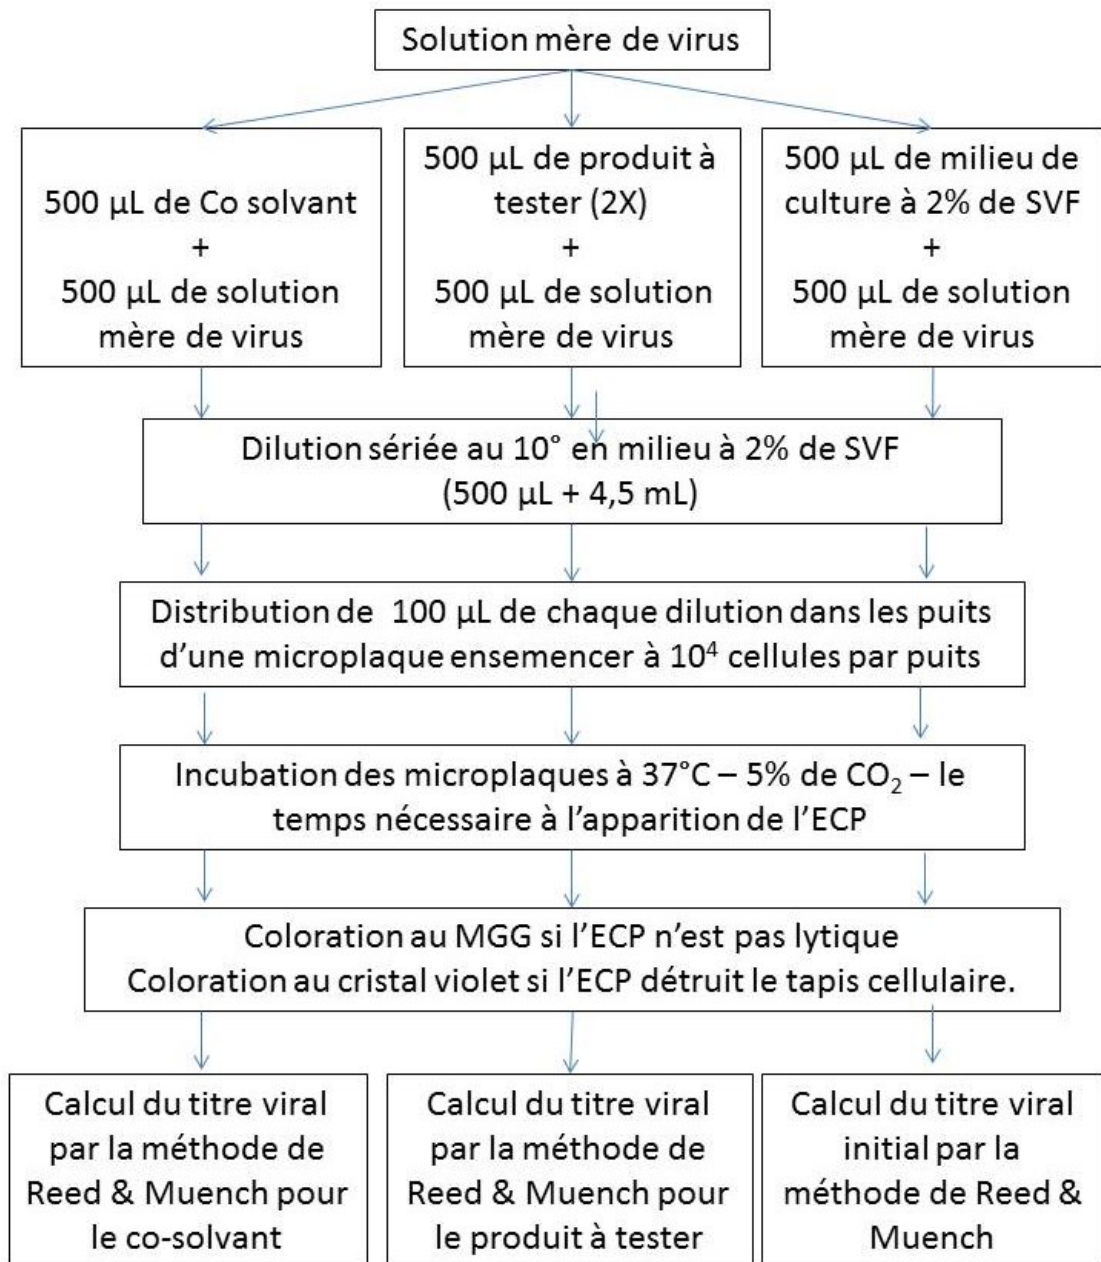 Solution mère de virus
500 µL de Co solvant
+
500 µL de solution
mère de virus
500 µL de produit à
tester (2X)
+
500 µL de solution
mère de virus
500 µL de milieu de
culture à 2% de SVF
+
500 µL de solution
mère de virus
Dilution sériée au 10° en milieu à 2% de SVF
(500 µL + 4,5 mL)
Distribution de 100 µL de chaque dilution dans les puits
d’une microplaque ensemencer à 10⁴ cellules par puits
Incubation des microplaques à 37°C – 5% de CO₂ – le
temps nécessaire à l’apparition de l’ECP
Coloration au MGG si l’ECP n’est pas lytique
Coloration au cristal violet si l’ECP détruit le tapis cellulaire.
Calcul du titre viral
par la méthode de
Reed & Muench pour
le co-solvant
Calcul du titre viral
par la méthode de
Reed & Muench pour
le produit à tester
Calcul du titre viral
initial par la
méthode de Reed &
Muench